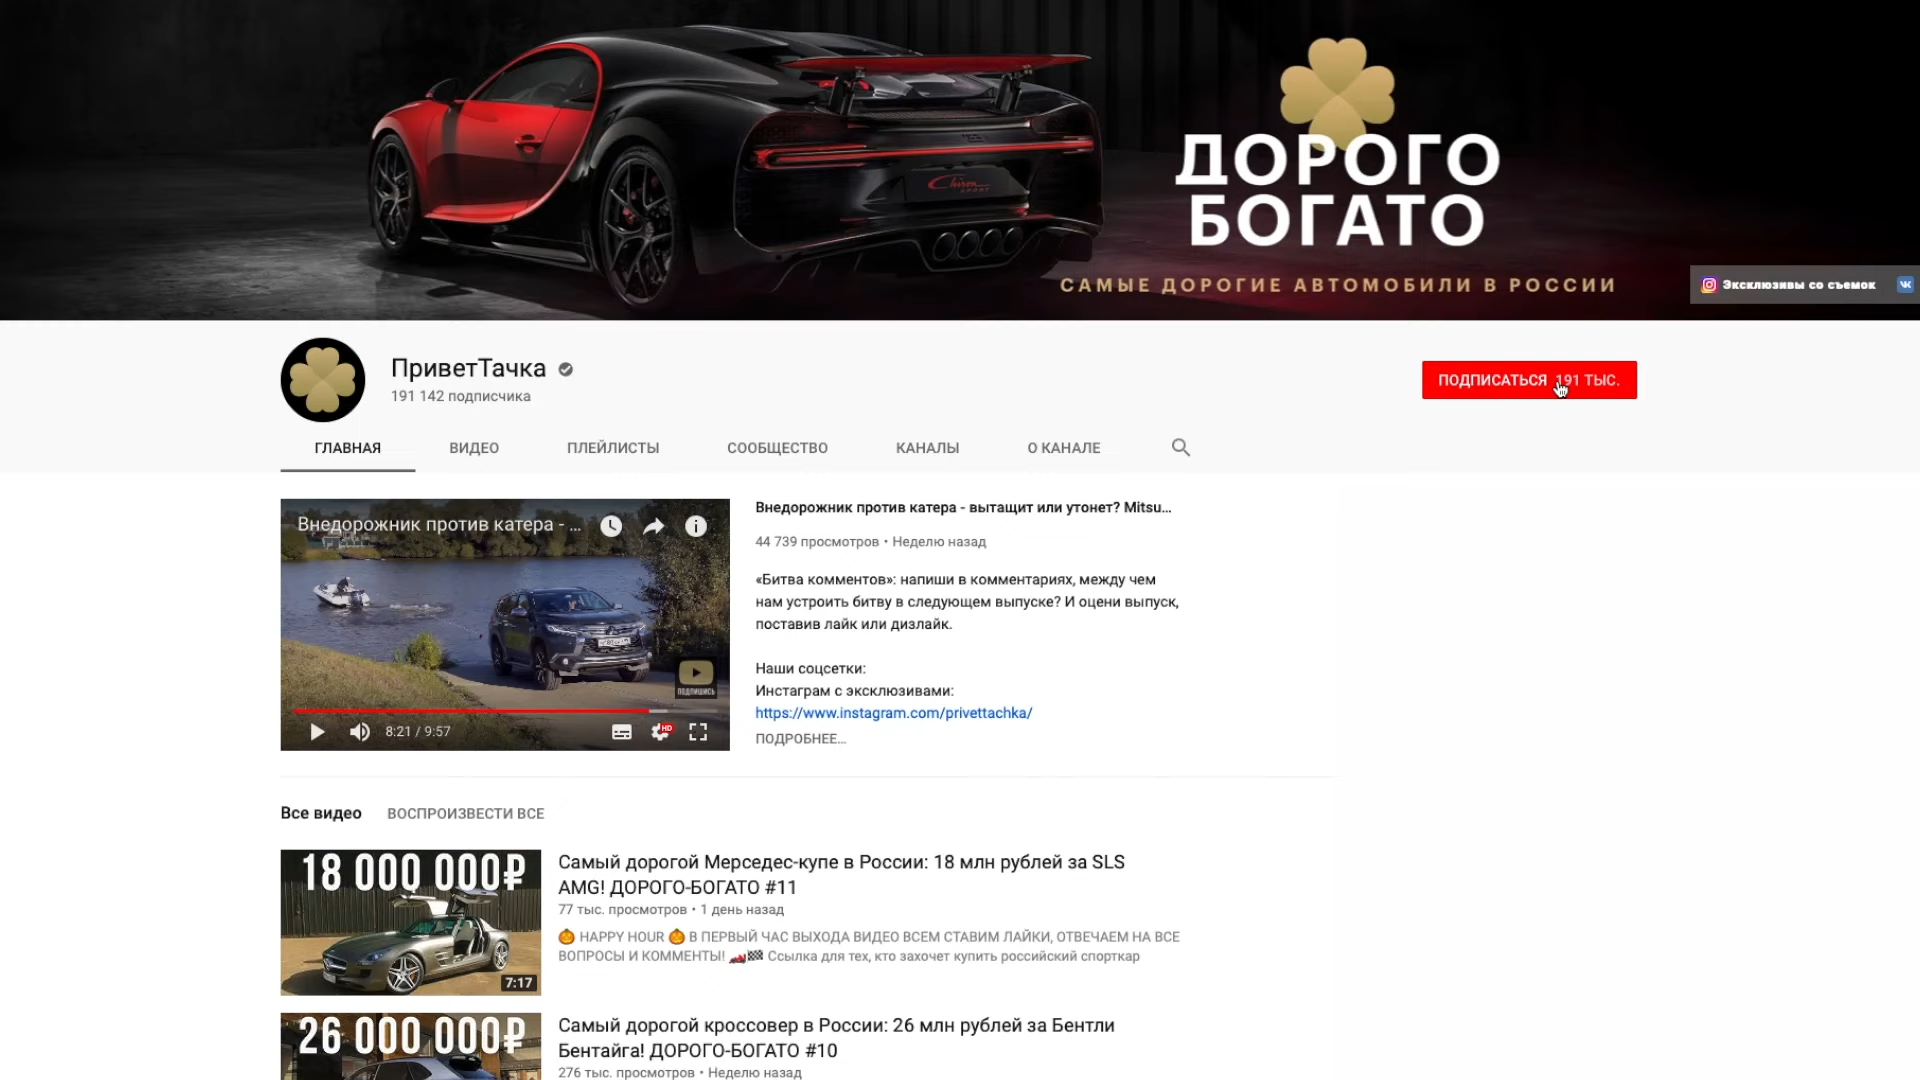 ДОРОГО
БОГАТО
САМЫЕ ДОРОГИЕ АВТОМОБИЛИ В РОССИИ
Chiron
SPORT
Эксклюзивы со съемок
ПриветТачка
191 142 подписчика
ПОДПИСАТЬСЯ 191 ТЫС.
ГЛАВНАЯ
ВИДЕО
ПЛЕЙЛИСТЫ
СООБЩЕСТВО
КАНАЛЫ
О КАНАЛЕ
Внедорожник против катера - ...
ПОДПИШИСЬ
8:21 / 9:57
HD
Внедорожник против катера - вытащит или утонет? Mitsu...
44 739 просмотров • Неделю назад
«Битва комментов»: напиши в комментариях, между чем
нам устроить битву в следующем выпуске? И оцени выпуск,
поставив лайк или дизлайк.
Наши соцсетки:
Инстаграм с эксклюзивами:
https://www.instagram.com/privettachka/
ПОДРОБНЕЕ...
Все видео
ВОСПРОИЗВЕСТИ ВСЕ
18 000 000₽
7:17
Самый дорогой Мерседес-купе в России: 18 млн рублей за SLS
AMG! ДОРОГО-БОГАТО #11
77 тыс. просмотров • 1 день назад
🎃 HAPPY HOUR 🎃 В ПЕРВЫЙ ЧАС ВЫХОДА ВИДЕО ВСЕМ СТАВИМ ЛАЙКИ, ОТВЕЧАЕМ НА ВСЕ
ВОПРОСЫ И КОММЕНТЫ! 🏎️🏁 Ссылка для тех, кто захочет купить российский спорткар
26 000 000₽
Самый дорогой кроссовер в России: 26 млн рублей за Бентли
Бентайга! ДОРОГО-БОГАТО #10
276 тыс. просмотров • Неделю назад